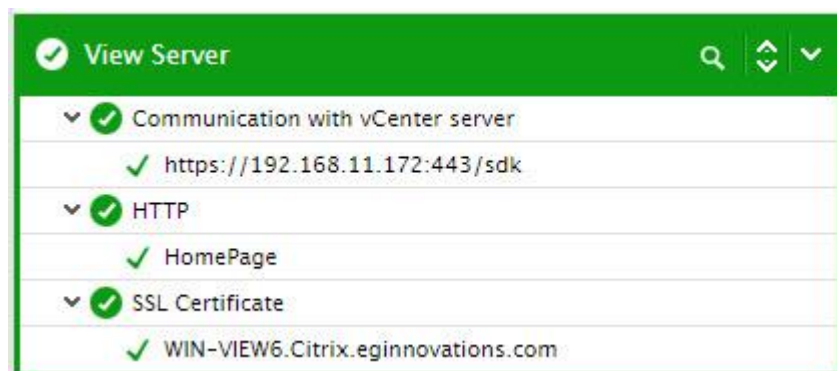 View Server
Communication with vCenter server
https://192.168.11.172:443/sdk
HTTP
HomePage
SSL Certificate
WIN-VIEW6.Citrix.eginnovations.com